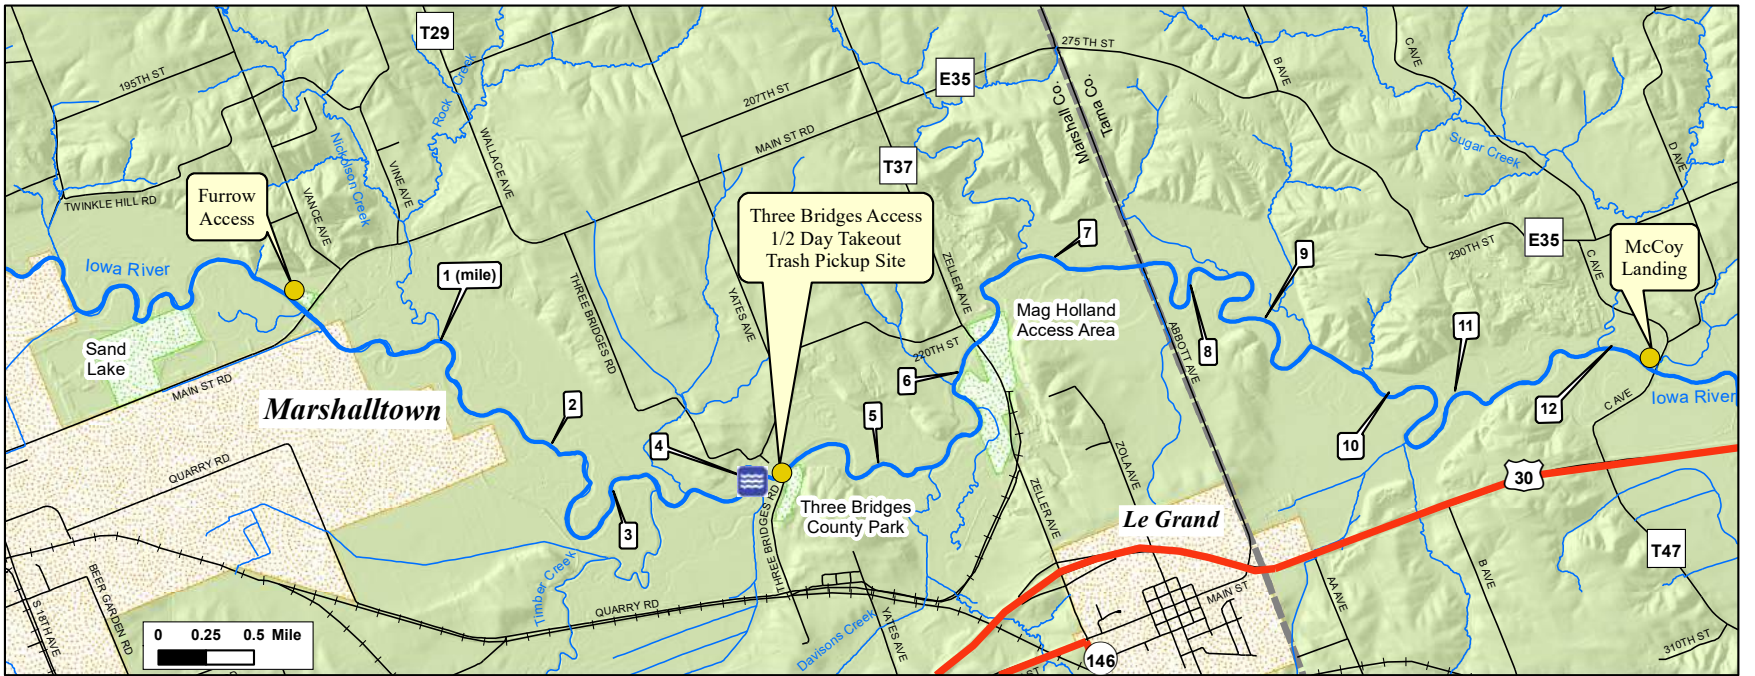 T29
275 TH ST
C AVE
B AVE
E35
195TH ST
Rock Creek
207TH ST
Marshall Co.
Tama Co.
MAIN ST RD
Nickolson Creek
WALLACE AVE
VINE AVE
T37
Sugar Creek
D AVE
Furrow
Access
TWINKLE HILL RD
VANCE AVE
Three Bridges Access
1/2 Day Takeout
Trash Pickup Site
7
9
290TH ST
E35
McCoy
Landing
C AVE
Iowa River
1 (mile)
THREE BRIDGES RD
YATES AVE
ZELLER AVE
Mag Holland
Access Area
8
ABBOTT AVE
11
Sand
Lake
MAIN ST RD
220TH ST
6
Marshalltown
2
5
10
12
C AVE
Iowa River
4
QUARRY RD
3
THREE BRIDGES RD
Three Bridges
County Park
ZOLA AVE
ZELLER AVE
Le Grand
30
T47
B AVE
AA AVE
S 18TH AVE
BEER GARDEN RD
Timber Creek
QUARRY RD
MAIN ST
YATES AVE
Davisons Creek
0 0.25 0.5 Mile
146
ST
310TH ST
RD